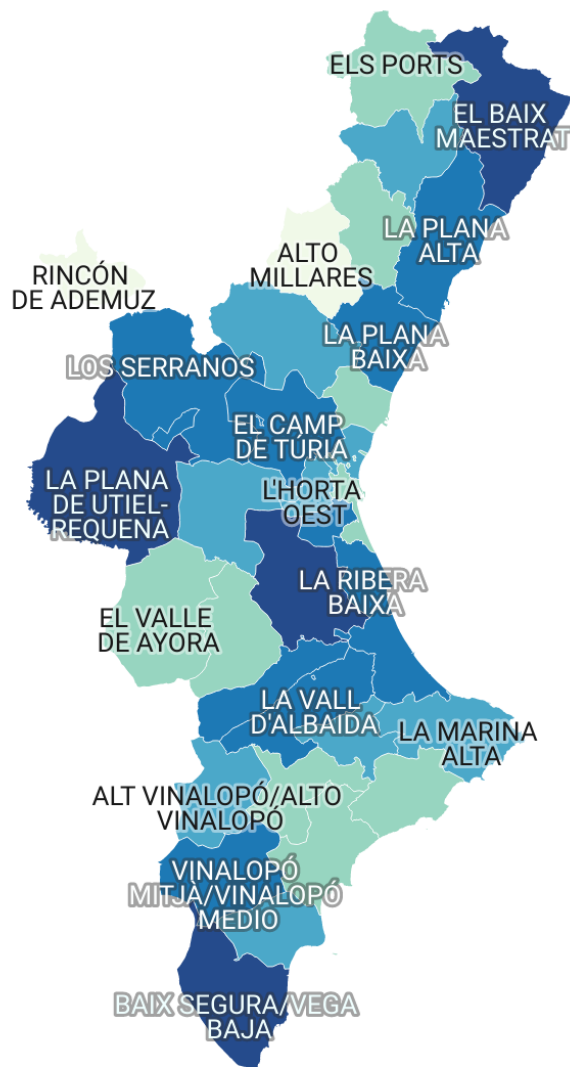 ELS PORTS
EL BAIX
MAESTRAT
LA PLANA
ALTA
ALTO
MILLARES
RINCÓN
DE ADEMUZ
LA PLANA
BAIXA
LOS SERRANOS
EL CAMP
DE TÚRIA
LA PLANA
DE UTIEL-
REQUENA
L'HORTA
OEST
LA RIBERA
BAIXA
EL VALLE
DE AYORA
LA VALL
D'ALBAIDA
LA MARINA
ALTA
ALT VINALOPÓ/ALTO
VINALOPÓ
VINALOPÓ
MITJÀ/VINALOPÓ
MEDIO
BAIX SEGURA/VEGA
BAJA